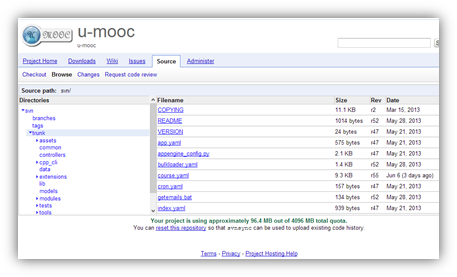 u-mooc
u-mooc
Project Home Downloads Wiki Issues Source Administer
Checkout Browse Changes Request code review
Source path: svn/
Directories Filename Size Rev Date
svn
branches
tags
trunk
assets
common
controllers
cpp_cli
data
extensions
lib
models
modules
tests
tools
COPYING 11.1 KB r2 Mar 15, 2013
README 1014 bytes r52 May 28, 2013
VERSION 24 bytes r47 May 21, 2013
app.yaml 575 bytes r47 May 21, 2013
appengine_config.py 2.1 KB r47 May 21, 2013
bulkloader.yaml 1.4 KB r52 May 28, 2013
course.yaml 9.3 KB r55 Jun 6 (3 days ago)
cron.yaml 157 bytes r47 May 21, 2013
getemails.bat 134 bytes r52 May 28, 2013
index.yaml 939 bytes r47 May 21, 2013
Your project is using approximately 96.4 MB out of 4096 MB total quota.
You can reset this repository so that svnsync can be used to upload existing code history.
Terms - Privacy - Project Hosting Help